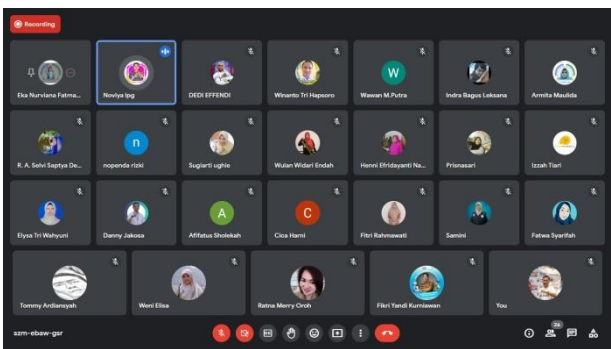 Recording
Eka Nurviana Fatma...
Noviya Ipg
DEDI EFFENDI
Winanto Tri Hapsoro
W
Wawan M.Putra
Indra Bagus Leksana
Armita Maulida
R. A. Selvi Saptya De...
n
nopenda rizki
Sugiarti ughie
Wulan Widari Endah
Henni Efridayanti Na...
Prisnasari
Izzah Tiari
Elysa Tri Wahyuni
Danny Jakosa
A
Afifatus Sholekah
C
Cica Harni
Fitri Rahmawati
Samini
Fatwa Syarifah
Tommy Ardiansyah
Weni Elisa
Ratna Merry Oroh
Fikri Yandi Kurniawan
You
szm-ebaw-gsr
26